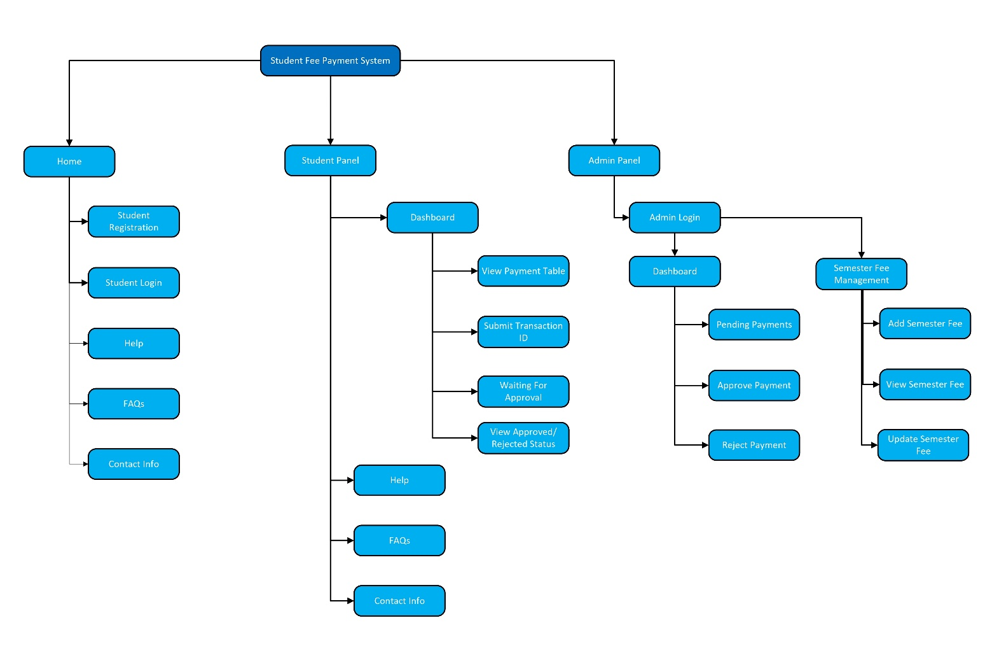 Student Fee Payment System
Home
Student Panel
Admin Panel
Student
Registration
Student Login
Help
FAQs
Contact Info
Dashboard
View Payment Table
Submit Transaction
ID
Waiting For
Approval
View Approved/
Rejected Status
Help
FAQs
Contact Info
Admin Login
Dashboard
Pending Payments
Approve Payment
Reject Payment
Semester Fee
Management
Add Semester Fee
View Semester Fee
Update Semester
Fee